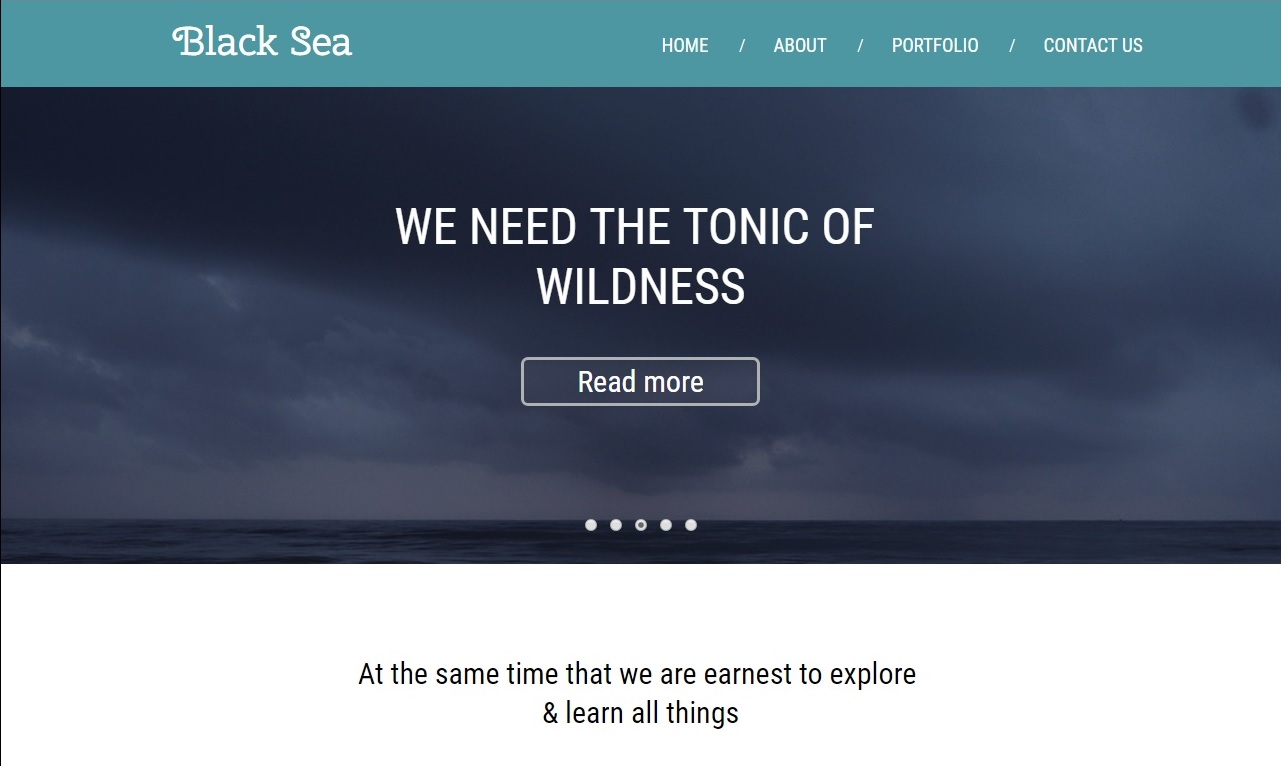 Black Sea
HOME / ABOUT / PORTFOLIO / CONTACT US
WE NEED THE TONIC OF
WILDNESS
Read more
At the same time that we are earnest to explore
& learn all things